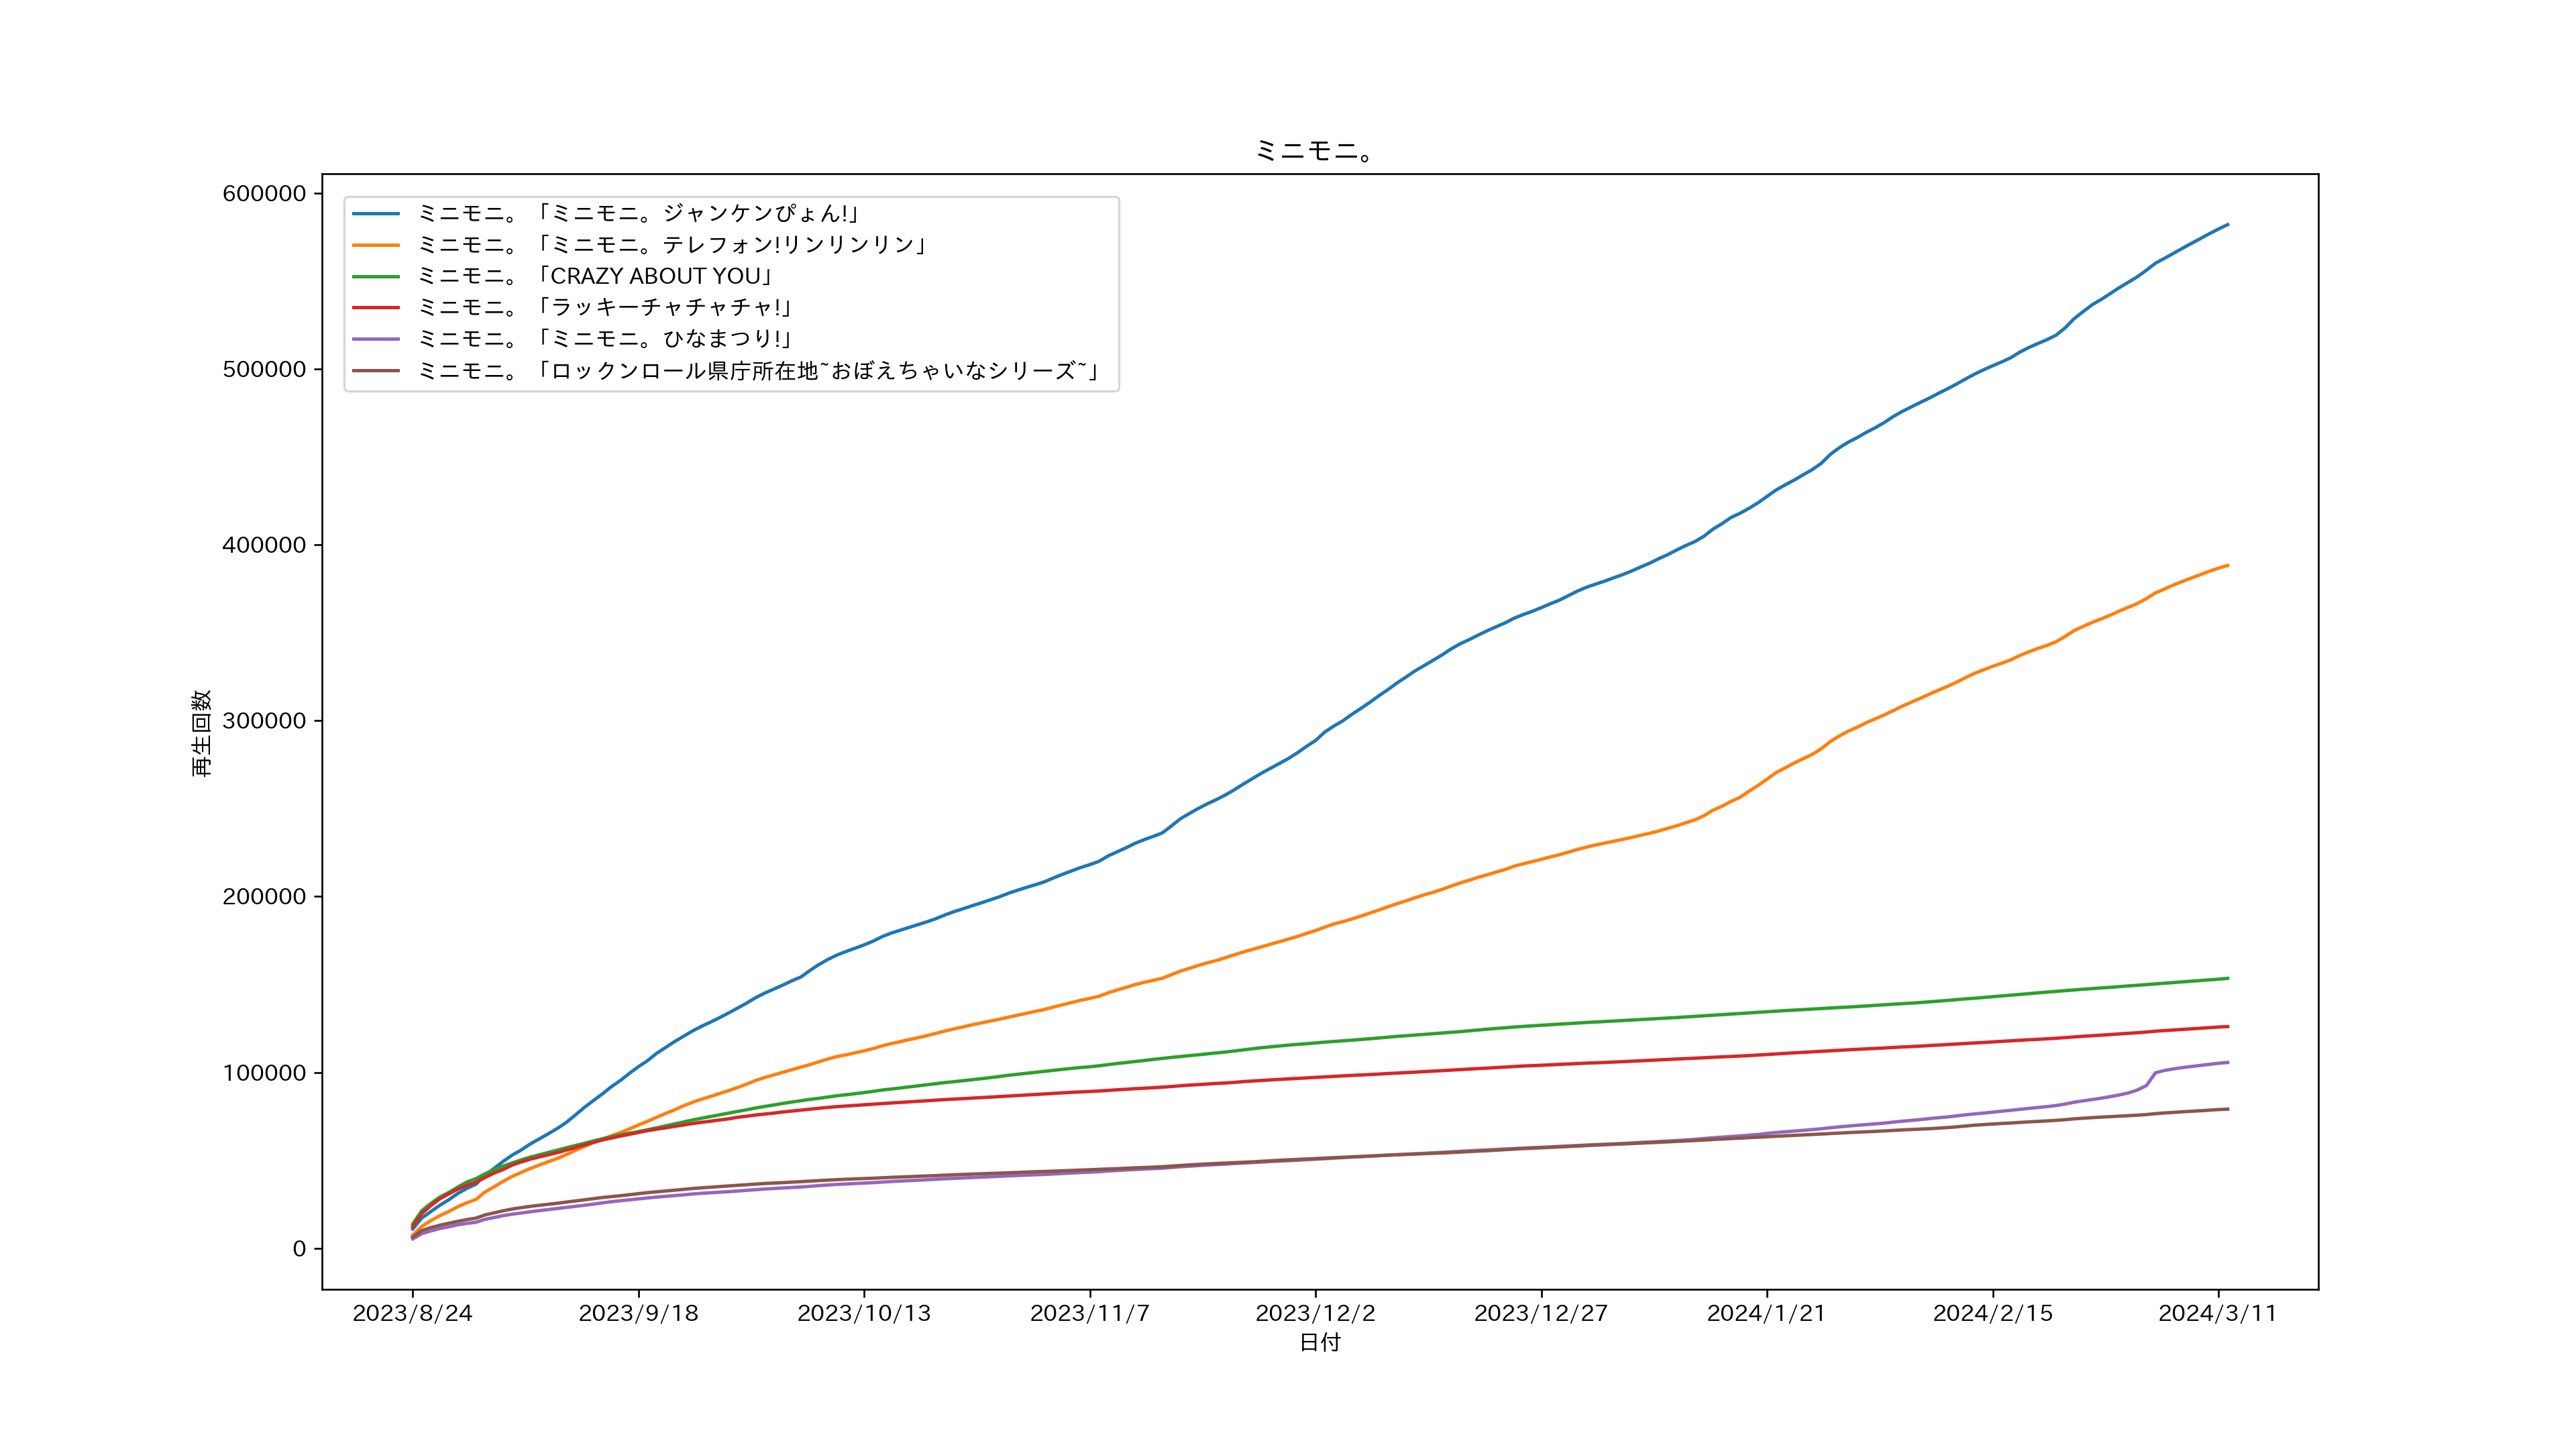 ミニモニ。
600000
500000
400000
300000
200000
100000
0
再生回数
ミニモニ。「ミニモニ。ジャンケンぴょん!」
ミニモニ。「ミニモニ。テレフォン!リンリンリン」
ミニモニ。「CRAZY ABOUT YOU」
ミニモニ。「ラッキーチャチャチャ!」
ミニモニ。「ミニモニ。ひなまつり!」
ミニモニ。「ロックンロール県庁所在地~おぼえちゃいなシリーズ~」
2023/8/24 2023/9/18 2023/10/13 2023/11/7 2023/12/2 2023/12/27 2024/1/21 2024/2/15 2024/3/11
日付